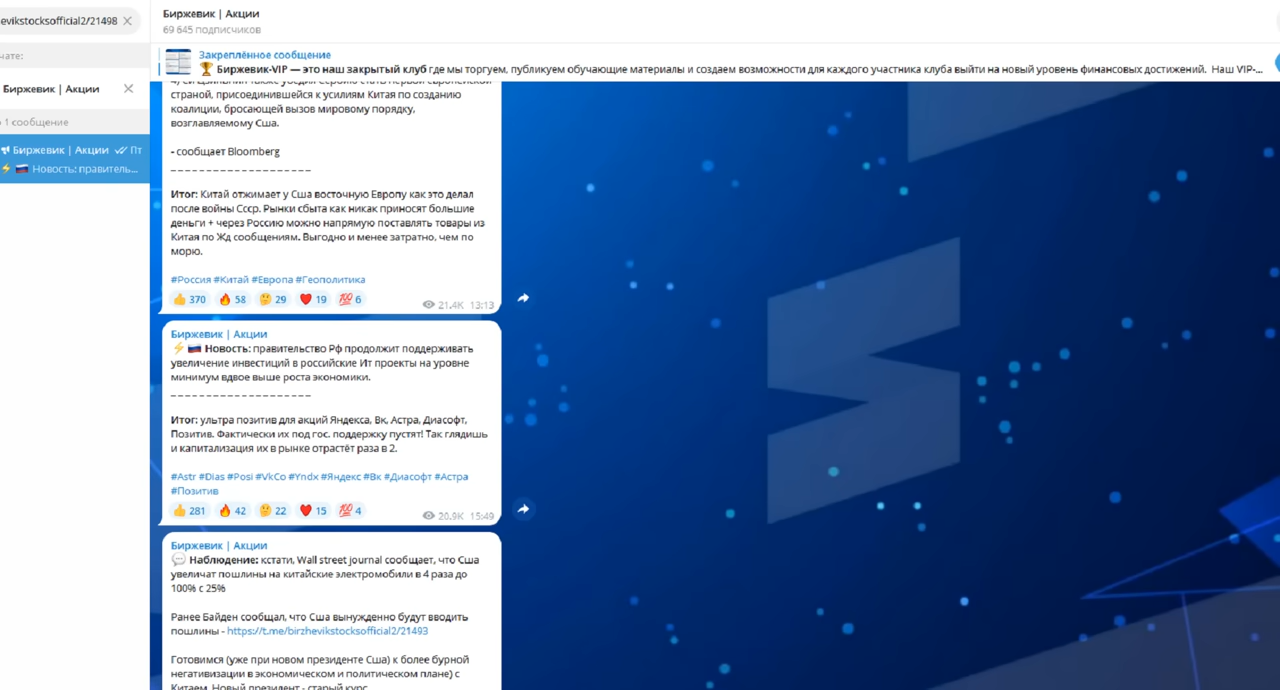 evikstocksofficial2/21498
чате:
Биржевик | Акции
1 сообщение
Биржевик | Акции Пт
Новость: правитель...
Биржевик | Акции
69 645 подписчиков
Закреплённое сообщение
Биржевик-VIP — это наш закрытый клуб где мы торгуем, публикуем обучающие материалы и создаем возможности для каждого участника клуба выйти на новый уровень финансовых достижений. Наш VIP-...
страной, присоединившейся к усилиям Китая по созданию
коалиции, бросающей вызов мировому порядку,
возглавляемому Сша.
- сообщает Bloomberg
_ _ _ _ _ _ _ _ _ _ _ _ _ _ _ _ _ _ _ _
Итог: Китай отжимает у Сша восточную Европу как это делал
после войны Ссср. Рынки сбыта как никак приносят большие
деньги + через Россию можно напрямую поставлять товары из
Китая по Жд сообщениям. Выгодно и менее затратно, чем по
морю.
#Россия #Китай #Европа #Геополитика
👍 370 🔥 58 🤔 29 ❤️ 19 💯 6 21.4K 13:13
Биржевик | Акции
⚡️🇷🇺 Новость: правительство Рф продолжит поддерживать
увеличение инвестиций в российские Ит проекты на уровне
минимум вдвое выше роста экономики.
_ _ _ _ _ _ _ _ _ _ _ _ _ _ _ _ _ _ _ _
Итог: ультра позитив для акций Яндекса, Вк, Астра, Диасофт,
Позитив. Фактически их под гос. поддержку пустят! Так глядишь
и капитализация их в рынке отрастёт раза в 2.
#Astr #Dias #Posi #VkCo #Yndx #Яндекс #Вк #Диасофт #Астра
#Позитив
👍 281 🔥 42 🤔 22 ❤️ 15 💯 4 20.9K 15:49
Биржевик | Акции
💬 Наблюдение: кстати, Wall street journal сообщает, что Сша
увеличат пошлины на китайские электромобили в 4 раза до
100% с 25%
Ранее Байден сообщал, что Сша вынужденно будут вводить
пошлины - https://t.me/birzhevikstocksofficial2/21493
Готовимся (уже при новом президенте Сша) к более бурной
негативизации в экономическом и политическом плане) с
Китаем. Новый президент - старый курс